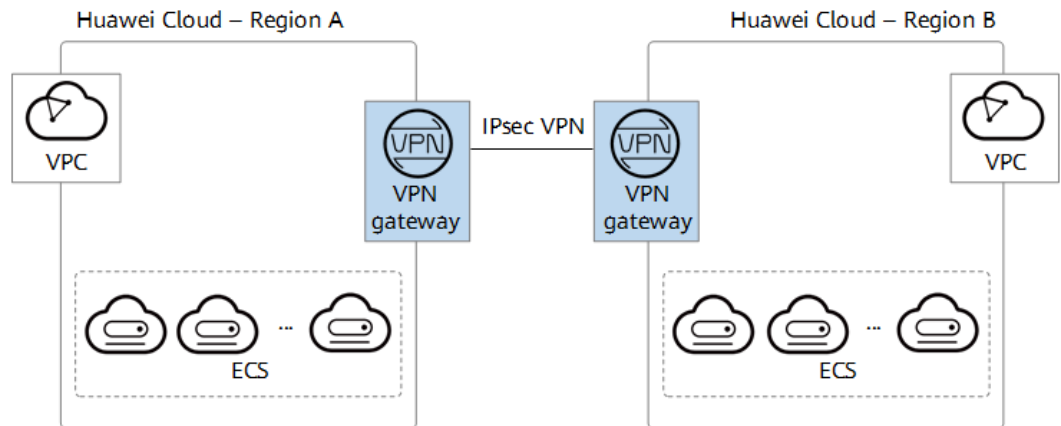 Huawei Cloud – Region A
Huawei Cloud – Region B
VPC
VPN
VPN
gateway
IPsec VPN
VPN
VPN
gateway
VPC
...
ECS
...
ECS